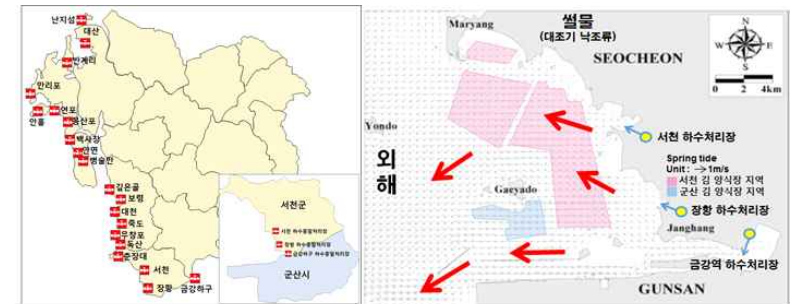 난지섬
대산
반계리
만리포
안흥
연포
몽산포
백사장
안면
병술만
깊은골
보령
대천
죽도
무창포
독산
춘장대
서천
장항
금강하구
서천군
서천 하수종말처리장
장항 하수종말처리장
금강하구 하수종말처리장
군산시
썰물
(대조기 낙조류)
Maryang
SEOCHEON
N
W
E
S
0 2 4km
Yondo
외해
서천 하수처리장
Spring tide
Unit : →1m/s
서천 김 양식장 지역
군산 김 양식장 지역
Gaeyado
장항 하수처리장
Janghang
금강역 하수처리장
GUNSAN